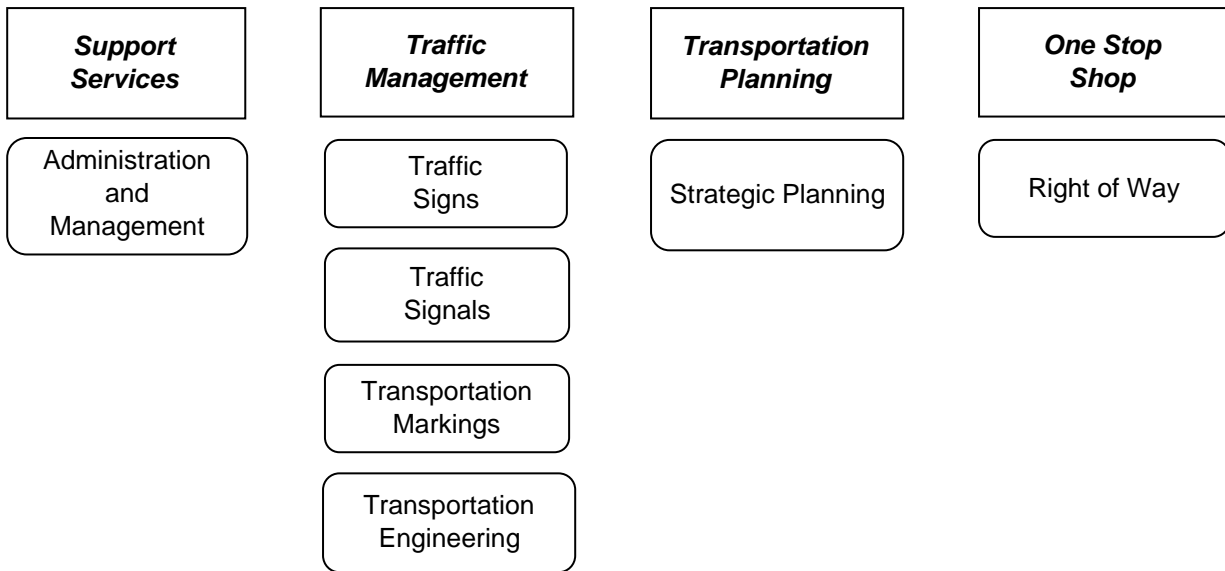 Support
Services
Traffic
Management
Transportation
Planning
One Stop
Shop
Administration
and
Management
Traffic
Signs
Strategic Planning
Right of Way
Traffic
Signals
Transportation
Markings
Transportation
Engineering